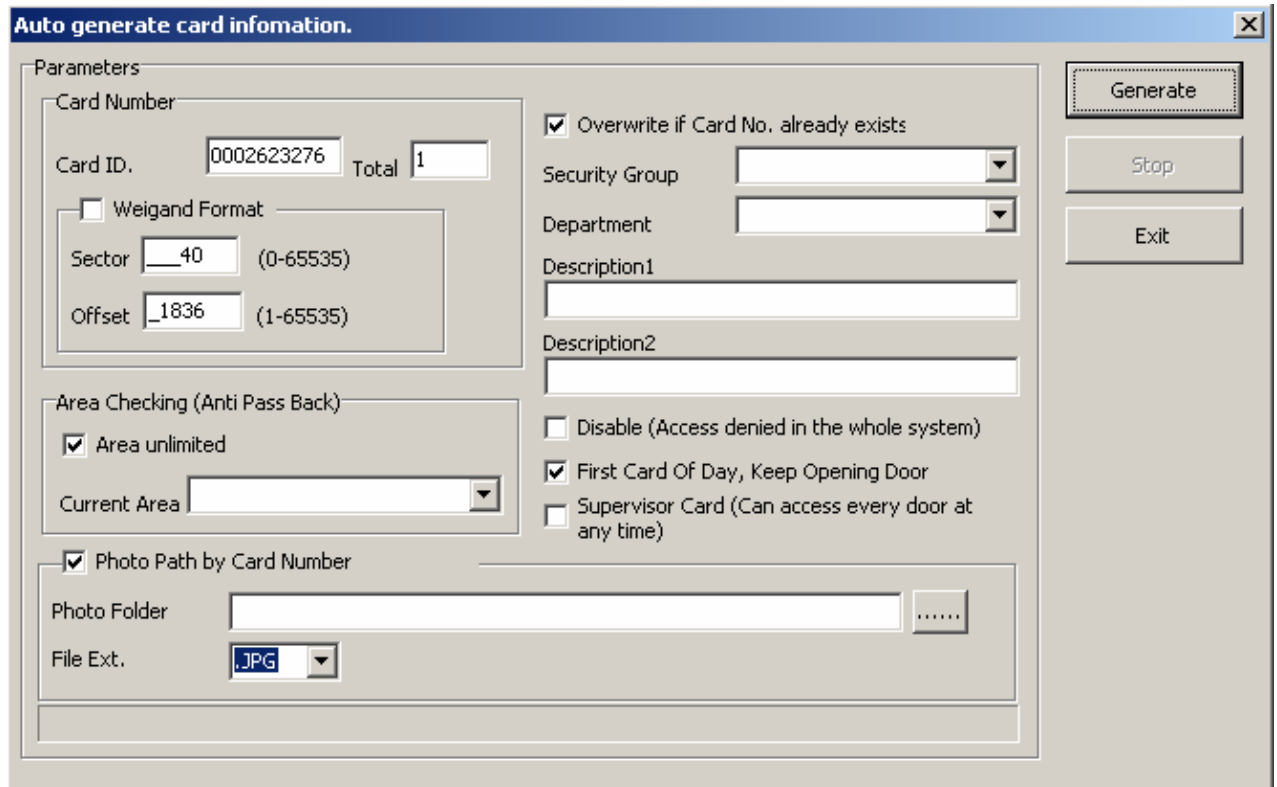 Auto generate card infomation.
Parameters
Card Number
Card ID. 0002623276 Total 1
Weigand Format
Sector ___40 (0-65535)
Offset _1836 (1-65535)
Area Checking (Anti Pass Back)
Area unlimited
Current Area
Overwrite if Card No. already exists
Security Group
Department
Description1
Description2
Disable (Access denied in the whole system)
First Card Of Day, Keep Opening Door
Supervisor Card (Can access every door at
any time)
Photo Path by Card Number
Photo Folder ......
File Ext. .JPG
Generate
Stop
Exit